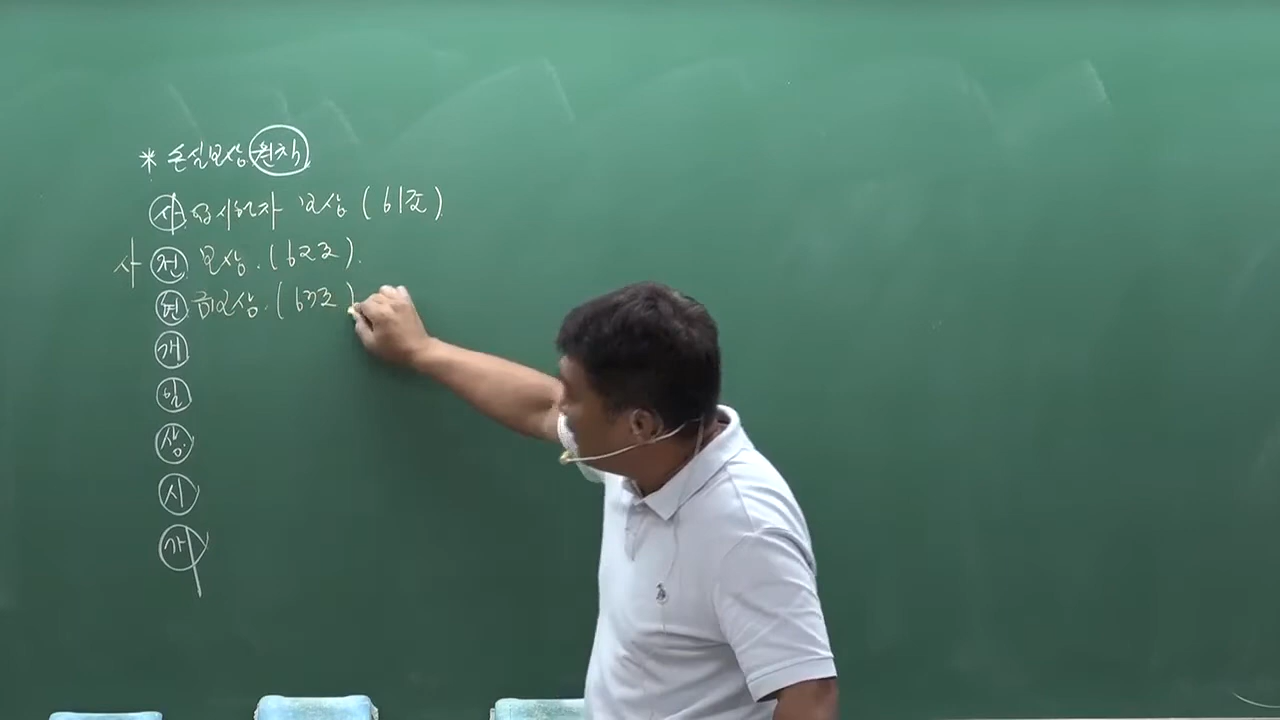 * 손실보상 원칙
사 업시행자 보상 (61조)
사 전 보상. (62조).
현 금보상. (63조)
개
일
상
시
가